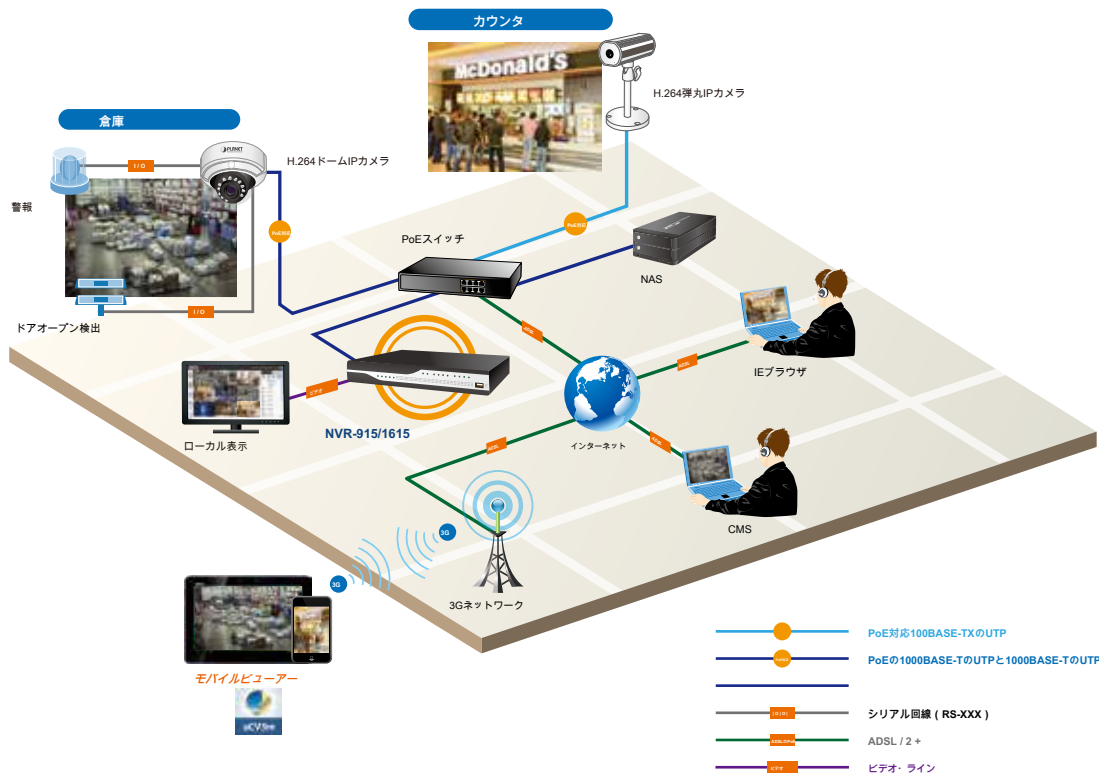 カウンタ
McDonald's
H.264弾丸IPカメラ
倉庫
PLANET
I/O
H.264ドームIPカメラ
警報
PoE対応
PoE対応
PoEスイッチ
NAS
I/O
ドアオープン検出
ADSL
ADSL
IEブラウザ
ビデオ
NVR-915/1615
ローカル表示
インターネット
ADSL
ADSL
CMS
3G
3G
3Gネットワーク
モバイルビューアー
PoE対応100BASE-TXのUTP
PoEの1000BASE-TのUTPと1000BASE-TのUTP
シリアル回線 ( RS-XXX )
ADSL / 2 +
ビデオ
ビデオ・ライン